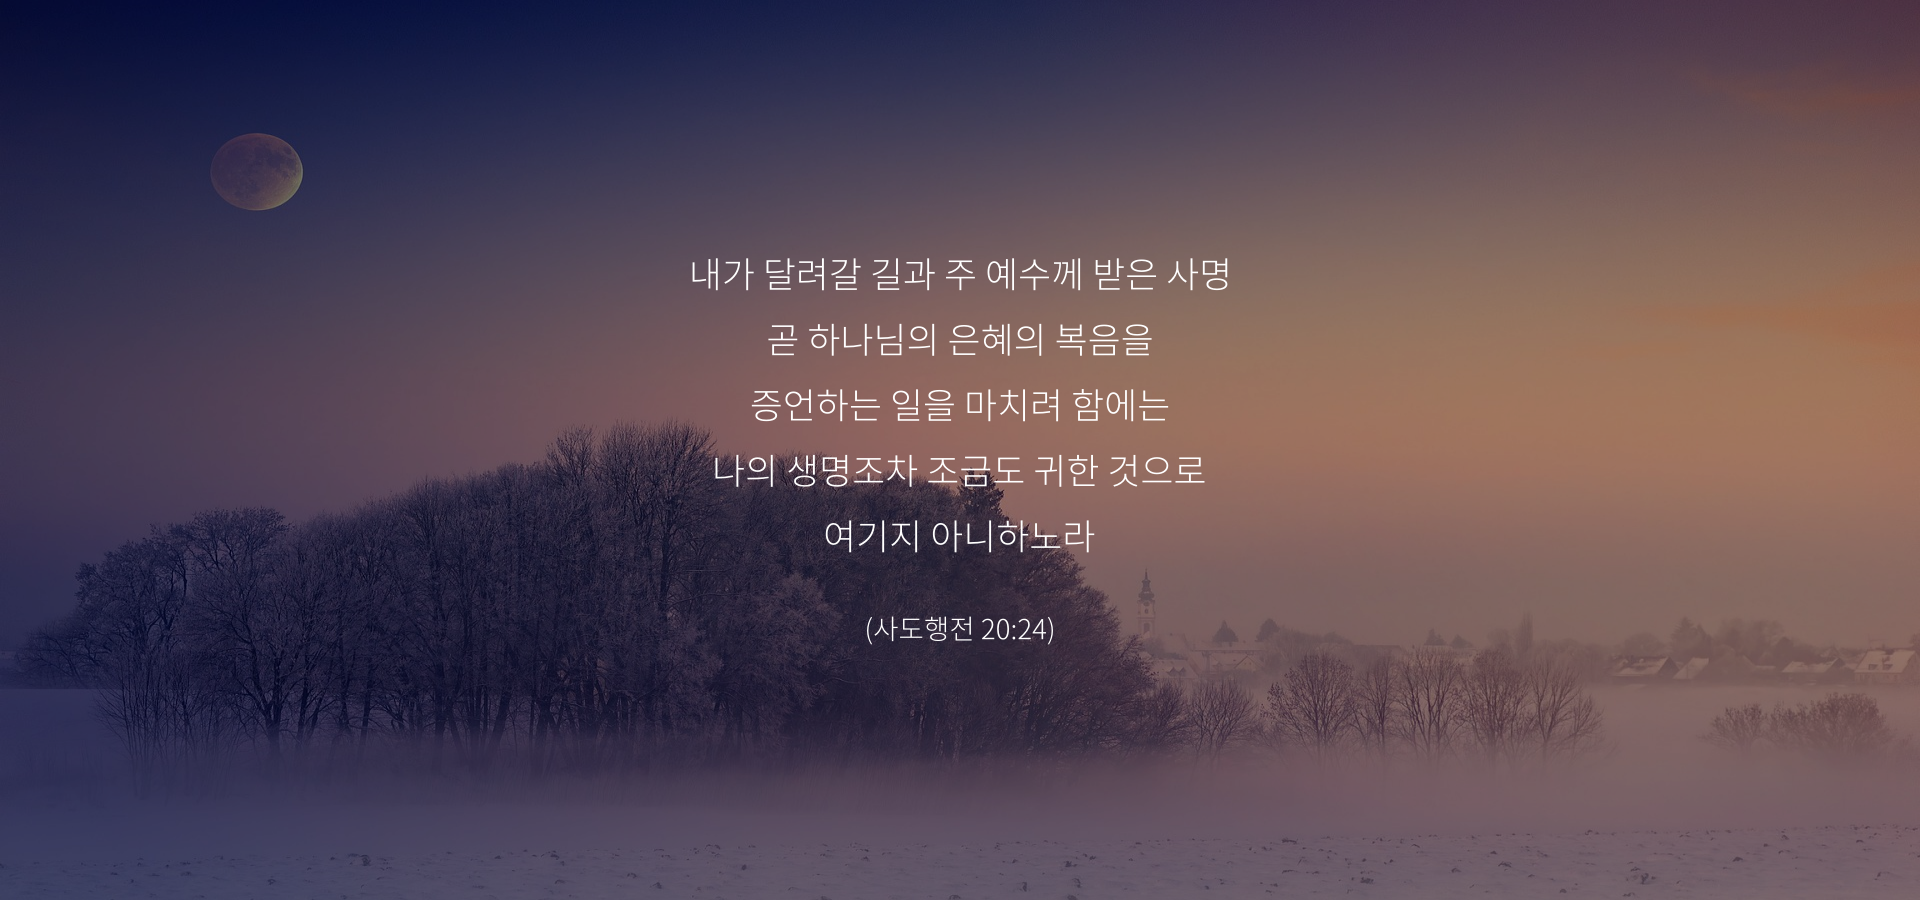 내가 달려갈 길과 주 예수께 받은 사명
곧 하나님의 은혜의 복음을
증언하는 일을 마치려 함에는
나의 생명조차 조금도 귀한 것으로
여기지 아니하노라
(사도행전 20:24)